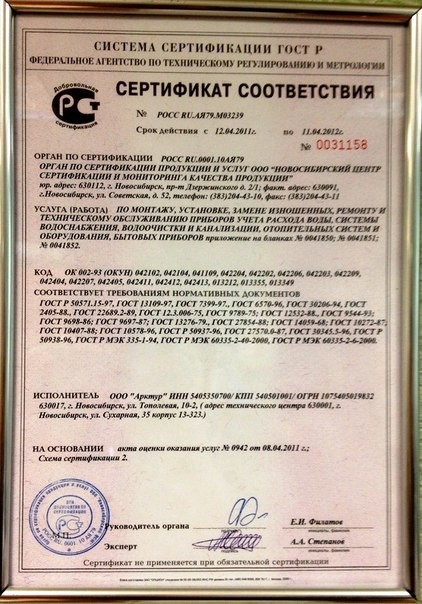 СИСТЕМА СЕРТИФИКАЦИИ ГОСТ Р
ФЕДЕРАЛЬНОЕ АГЕНТСТВО ПО ТЕХНИЧЕСКОМУ РЕГУЛИРОВАНИЮ И МЕТРОЛОГИИ
Добровольная
сертификация
СЕРТИФИКАТ СООТВЕТСТВИЯ
№ РОСС RU.АЯ79.М03239
Срок действия с 12.04.2011г. по 11.04.2012г.
№ 0031158
ОРГАН ПО СЕРТИФИКАЦИИ РОСС RU.0001.10АЯ79
ОРГАН ПО СЕРТИФИКАЦИИ ПРОДУКЦИИ И УСЛУГ ООО "НОВОСИБИРСКИЙ ЦЕНТР
СЕРТИФИКАЦИИ И МОНИТОРИНГА КАЧЕСТВА ПРОДУКЦИИ"
юр. адрес: 630112, г. Новосибирск, пр-т Дзержинского д. 2/1; факт. адрес: 630091,
г.Новосибирск, ул. Советская, д. 52, телефон: (383)204-43-10, факс: (383)204-43-11
УСЛУГА (РАБОТА) ПО МОНТАЖУ, УСТАНОВКЕ, ЗАМЕНЕ ИЗНОШЕННЫХ, РЕМОНТУ И
ТЕХНИЧЕСКОМУ ОБСЛУЖИВАНИЮ ПРИБОРОВ УЧЕТА РАСХОДА ВОДЫ, СИСТЕМЫ
ВОДОСНАБЖЕНИЯ, ВОДООЧИСТКИ И КАНАЛИЗАЦИИ, ОТОПИТЕЛЬНЫХ СИСТЕМ И
ОБОРУДОВАНИЯ, БЫТОВЫХ ПРИБОРОВ приложение на бланках № 0041850; № 0041851;
№ 0041852.
КОД ОК 002-93 (ОКУН) 042102, 042104, 041109, 042204, 042202, 042206, 042203, 042209,
042404, 042207, 042405, 042411, 042412, 042413, 013212, 013355, 013349
СООТВЕТСТВУЕТ ТРЕБОВАНИЯМ НОРМАТИВНЫХ ДОКУМЕНТОВ
ГОСТ Р 50571.15-97, ГОСТ 13109-97, ГОСТ 7399-97., ГОСТ 6570-96, ГОСТ 30206-94, ГОСТ
2405-88., ГОСТ 22689.2-89, ГОСТ 12.3.006-75, ГОСТ 9789-75; ГОСТ 12532-88., ГОСТ 9544-93;
ГОСТ 9698-86; ГОСТ 9697-87; ГОСТ 13276-79., ГОСТ 27854-88; ГОСТ 14059-68; ГОСТ 10272-87;
ГОСТ 10407-88; ГОСТ 10578-96, ГОСТ Р 50937-96, ГОСТ 27570.0-87, ГОСТ 30345.5-96, ГОСТ Р
50938-96, ГОСТ Р МЭК 335-1-94, ГОСТ Р МЭК 60335-2-40-2000, ГОСТ Р МЭК 60335-2-6-2000.
ИСПОЛНИТЕЛЬ ООО "Арктур" ИНН 5405350700/ КПП 540501001/ ОГРН 1075405019832
630017, г. Новосибирск, ул. Тополевая, 10-2, ( адрес технического центра 630001, г.
Новосибирск, ул. Сухарная, 35 корпус 13-323.)
НА ОСНОВАНИИ акта оценки оказания услуг № 0942 от 08.04.2011 г.;
Схема сертификации 2.
Руководитель органа
Е.И. Филатов
М.П.
Эксперт
А.А. Степанов
Сертификат не применяется при обязательной сертификации